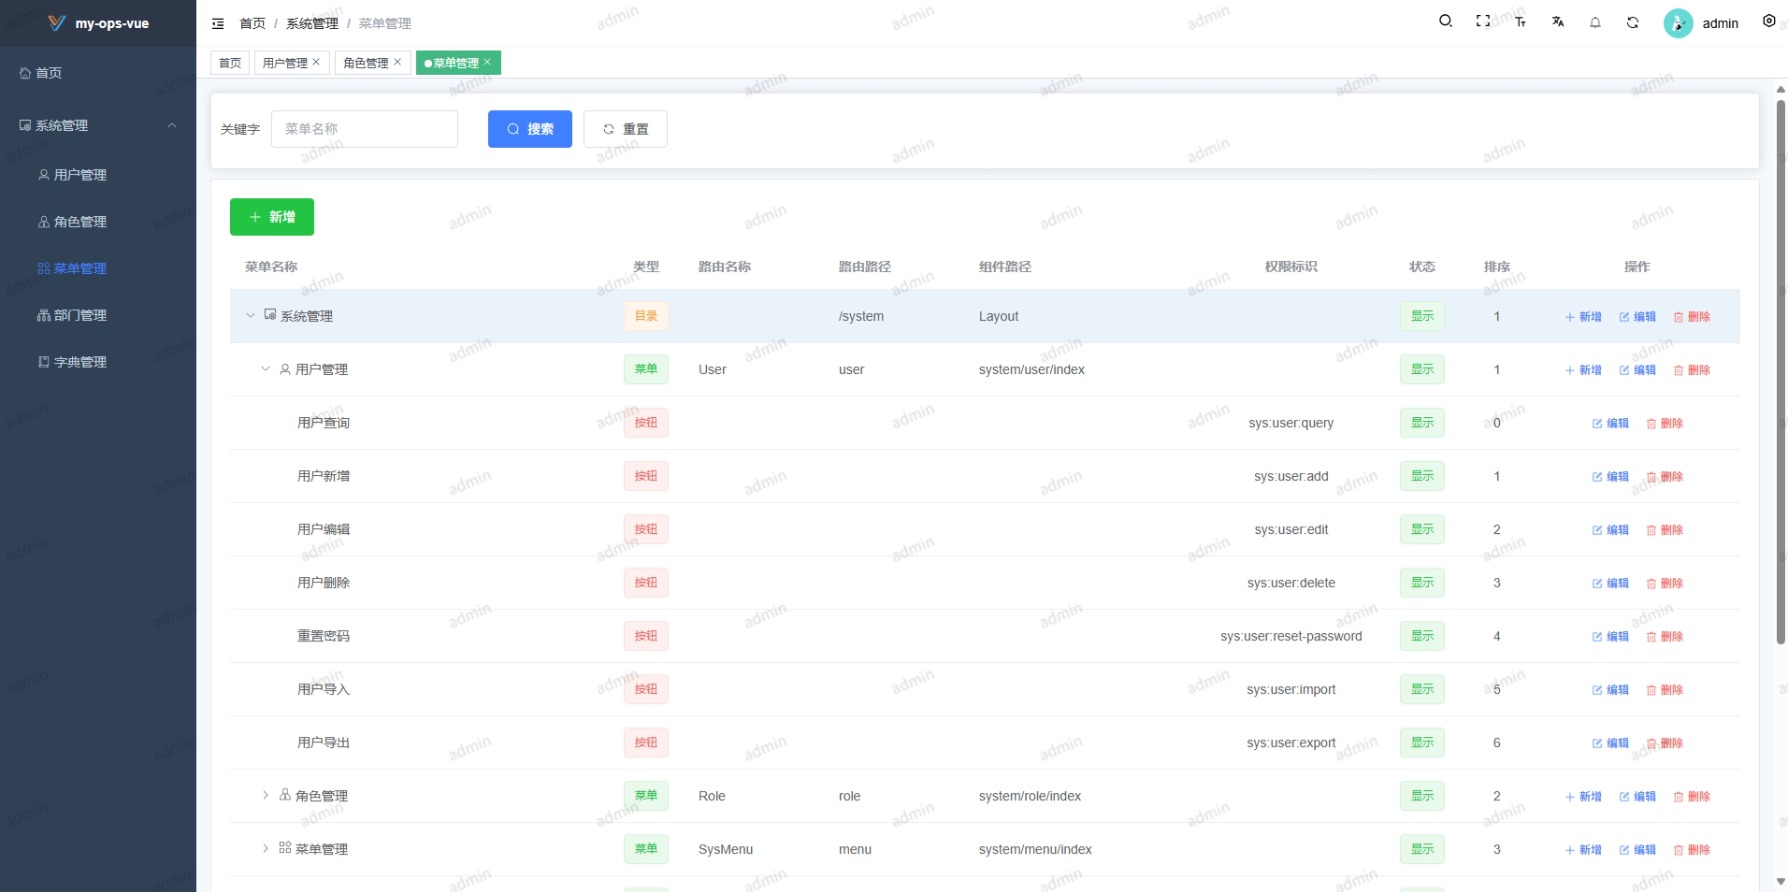 my-ops-vue
首页 / 系统管理 / 菜单管理
admin
首页 用户管理 角色管理 菜单管理
首页
系统管理
用户管理
角色管理
菜单管理
部门管理
字典管理
关键字 菜单名称 搜索 重置
新增
菜单名称 类型 路由名称 路由路径 组件路径 权限标识 状态 排序 操作
系统管理 目录 /system Layout 显示 1 新增 编辑 删除
用户管理 菜单 User user system/user/index 显示 1 新增 编辑 删除
用户查询 按钮 sys:user:query 显示 0 编辑 删除
用户新增 按钮 sys:user:add 显示 1 编辑 删除
用户编辑 按钮 sys:user:edit 显示 2 编辑 删除
用户删除 按钮 sys:user:delete 显示 3 编辑 删除
重置密码 按钮 sys:user:reset-password 显示 4 编辑 删除
用户导入 按钮 sys:user:import 显示 5 编辑 删除
用户导出 按钮 sys:user:export 显示 6 编辑 删除
角色管理 菜单 Role role system/role/index 显示 2 新增 编辑 删除
菜单管理 菜单 SysMenu menu system/menu/index 显示 3 新增 编辑 删除